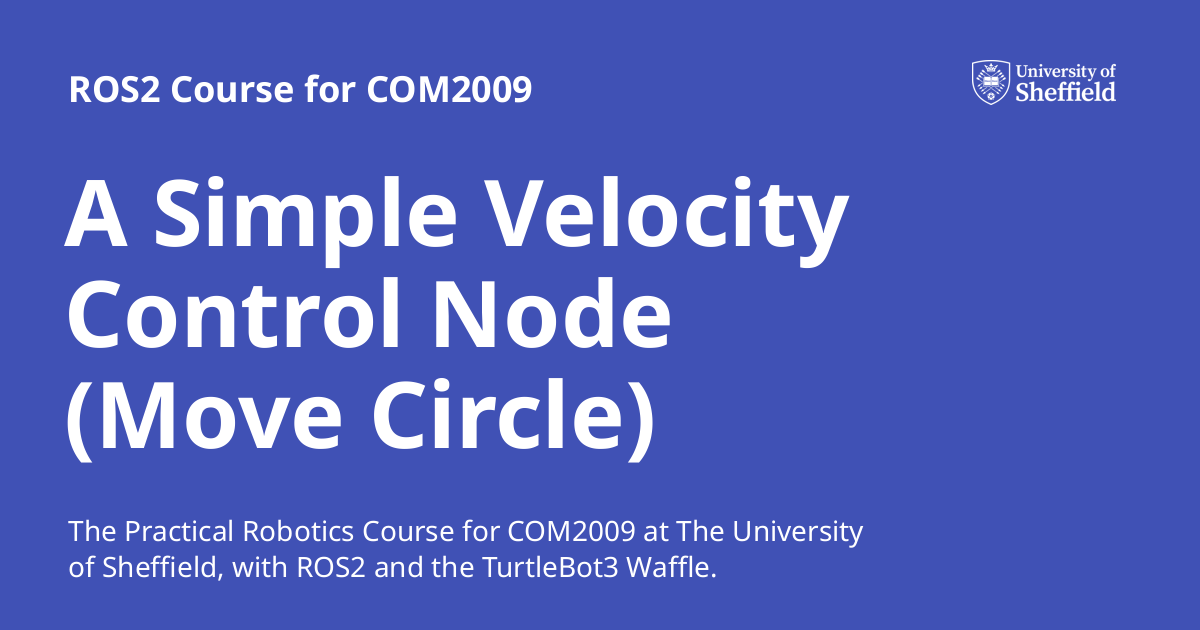 ROS2 Course for COM2009
University of
Sheffield
A Simple Velocity
Control Node
(Move Circle)
The Practical Robotics Course for COM2009 at The University
of Sheffield, with ROS2 and the TurtleBot3 Waffle.